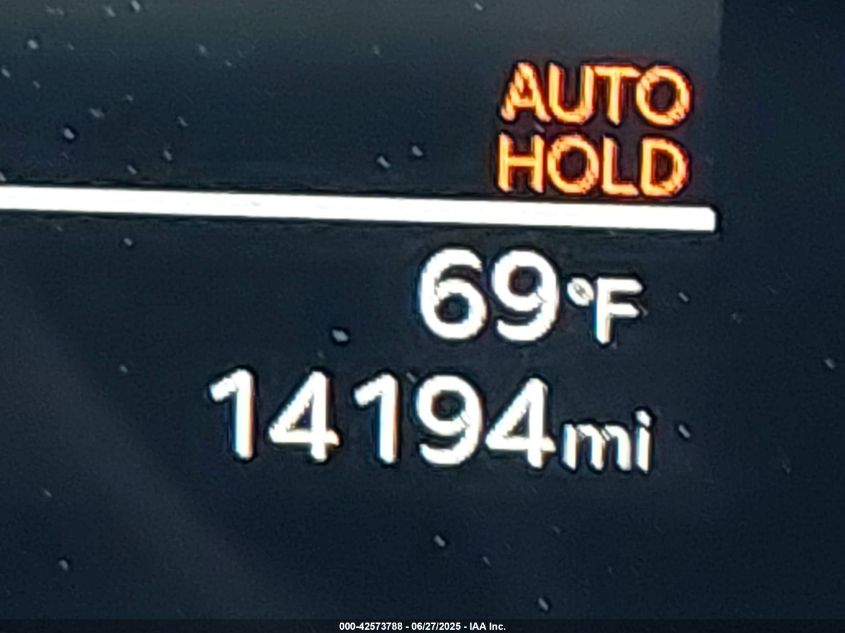 AUTO
HOLD
69°F
14194mi
000-42573788 - 06/27/2025 - IAA Inc.